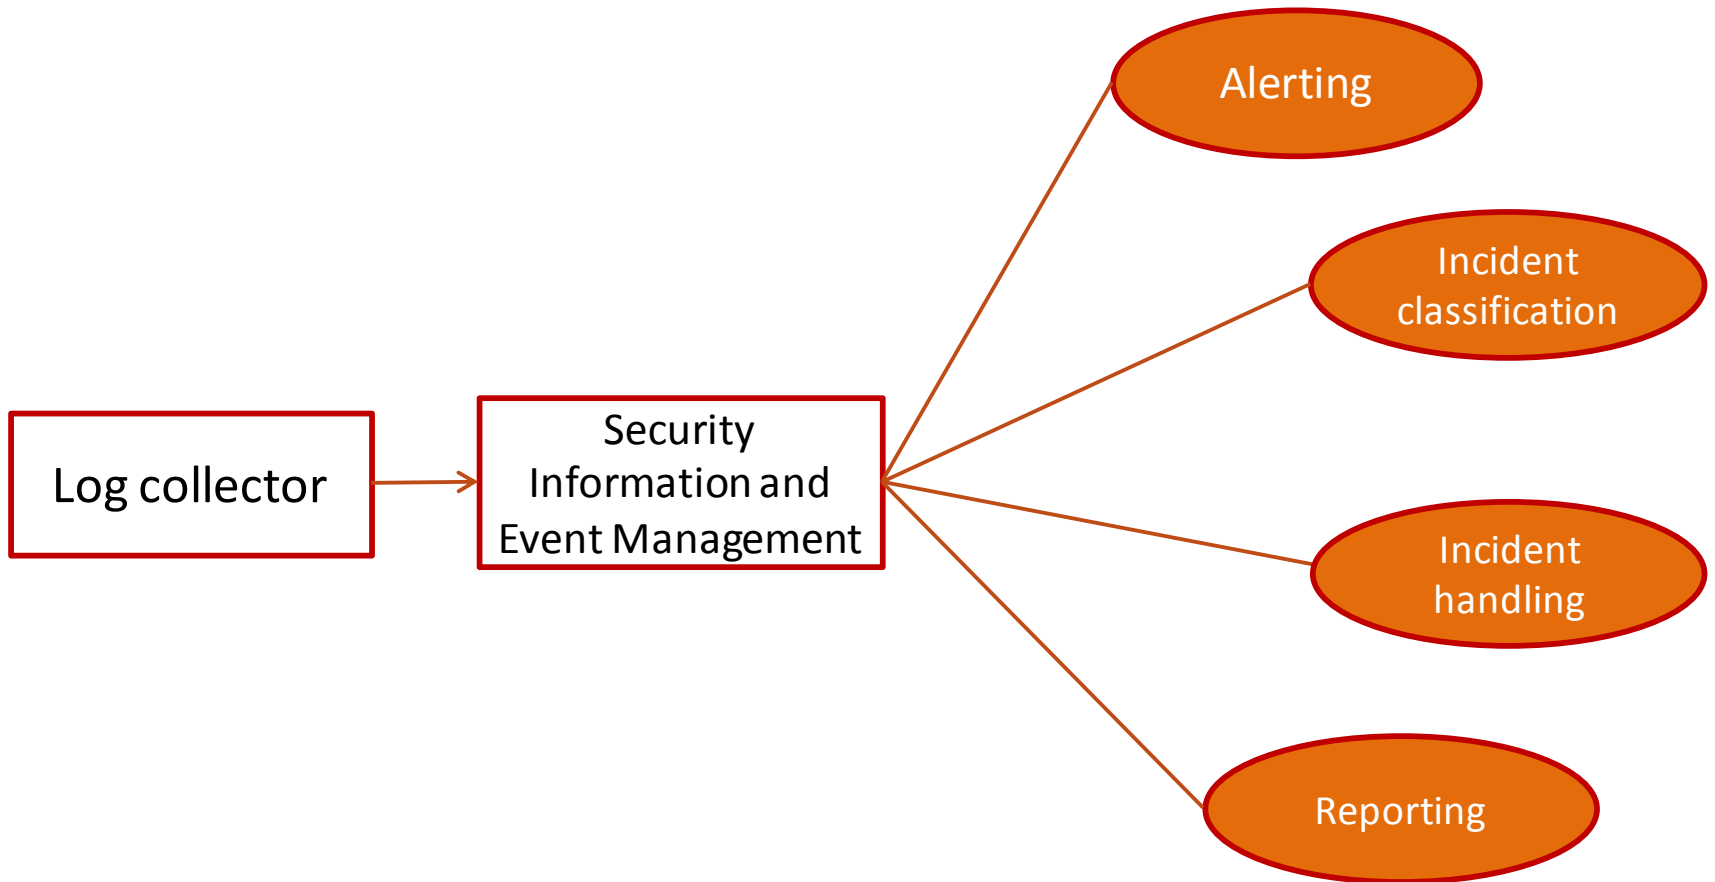 Alerting
Incident
classification
Security
Information and
Event Management
Log collector
Incident
handling
Reporting